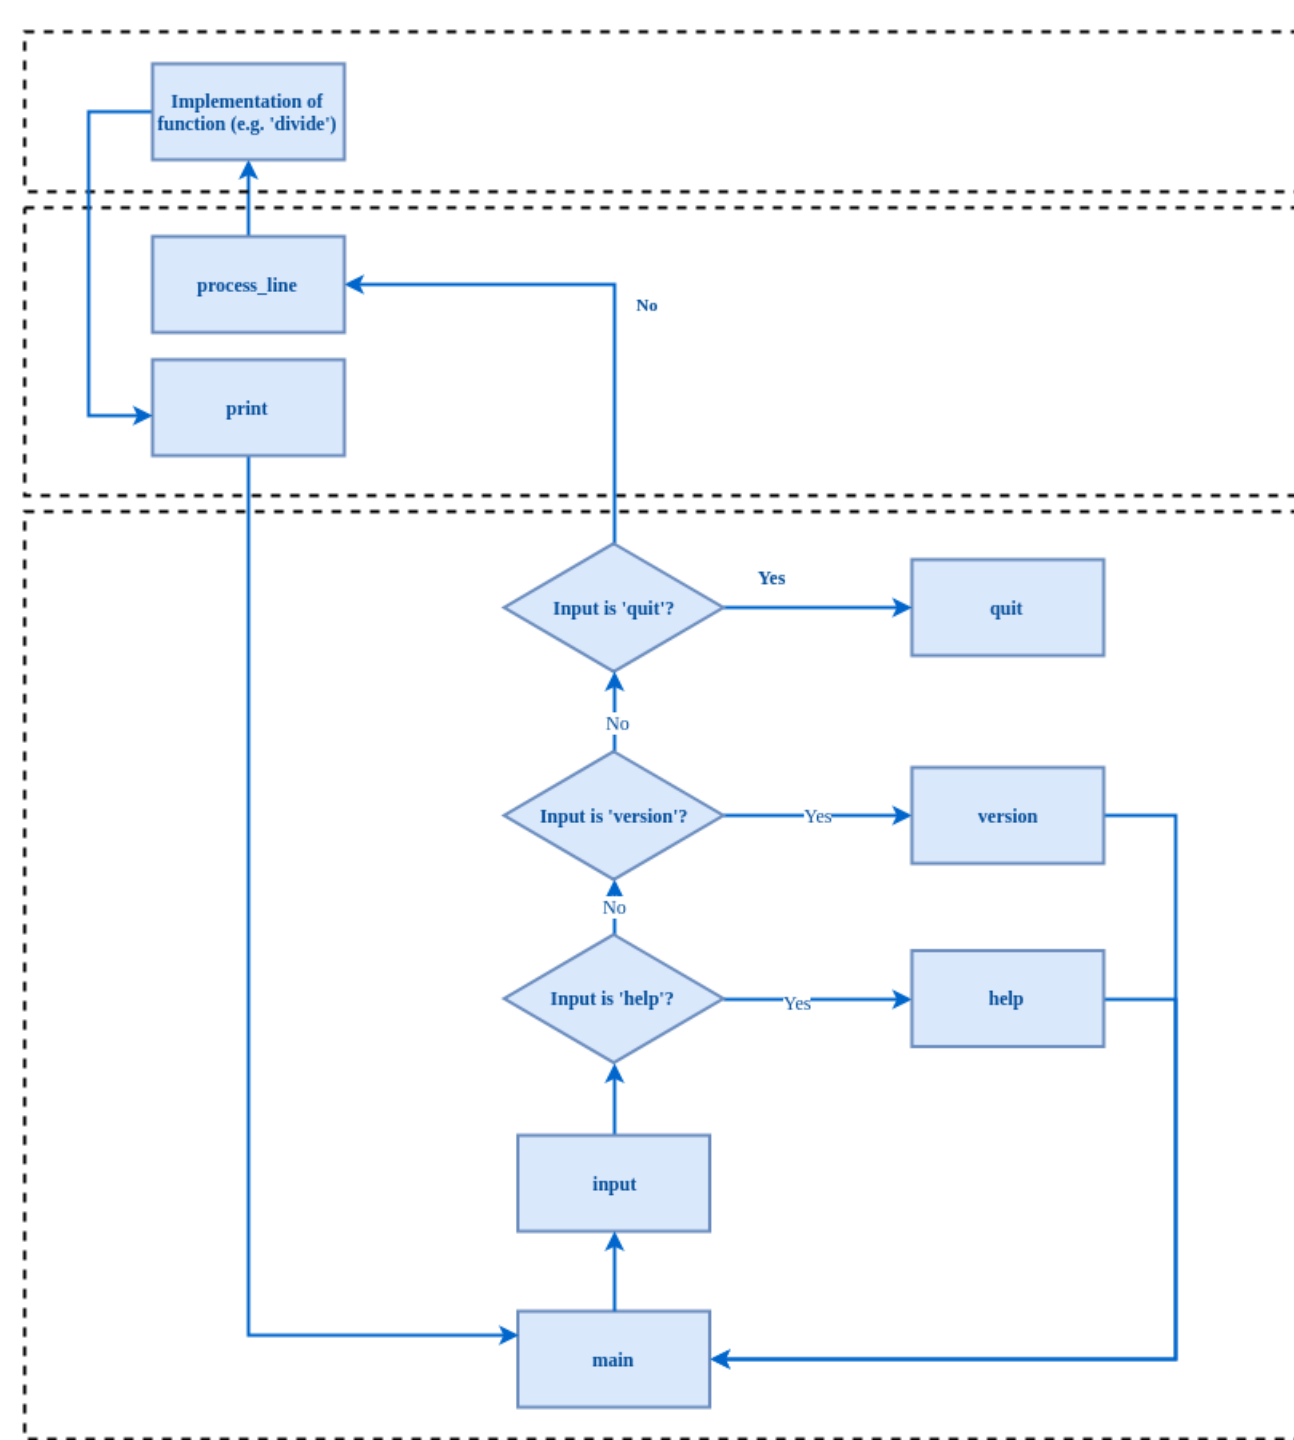 Implementation of
function (e.g. 'divide')
process_line
No
print
Yes
Input is 'quit'?
quit
No
Input is 'version'?
Yes
version
No
Input is 'help'?
Yes
help
input
main